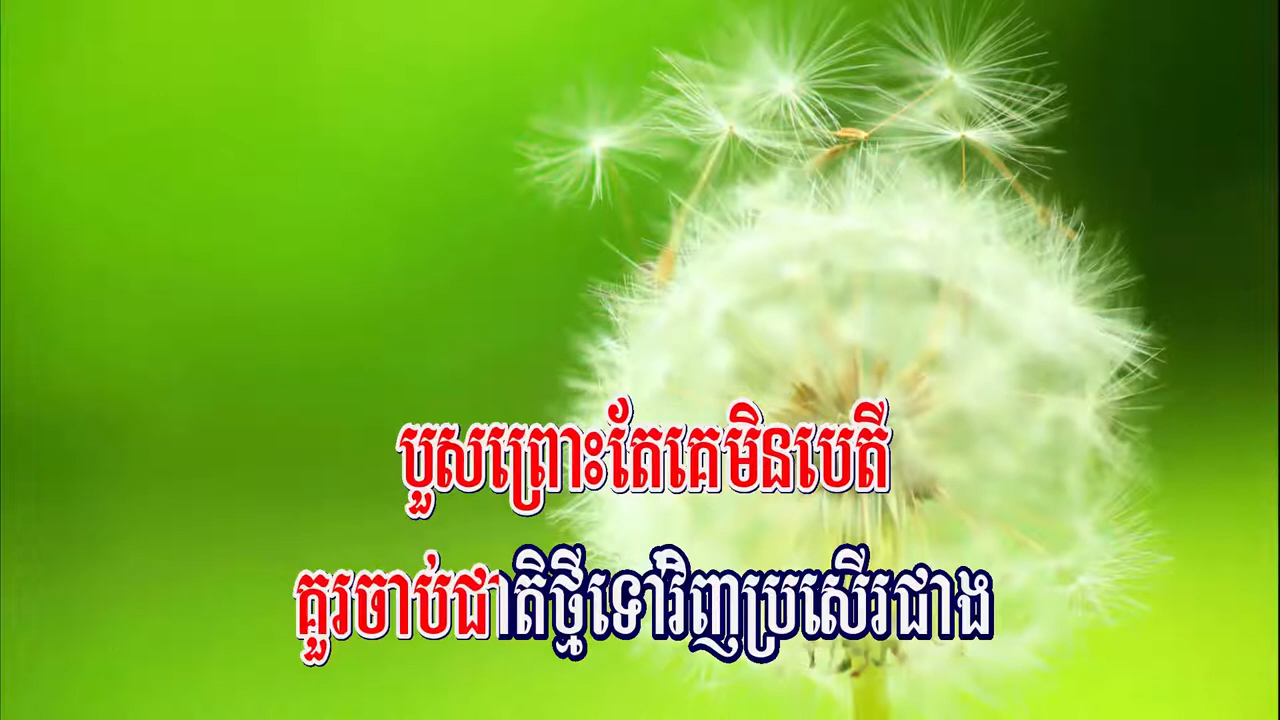 បួសព្រោះតែគេមិនបេតី
គួរចាប់ជាតិថ្មីទៅវិញប្រសើរជាង